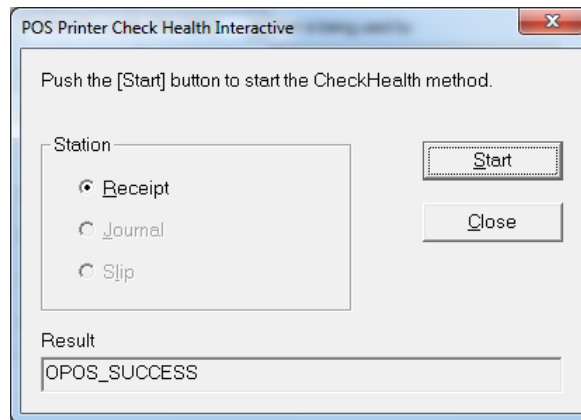 POS Printer Check Health Interactive
Push the [Start] button to start the CheckHealth method.
Station
Receipt
Journal
Slip
Start
Close
Result
OPOS_SUCCESS